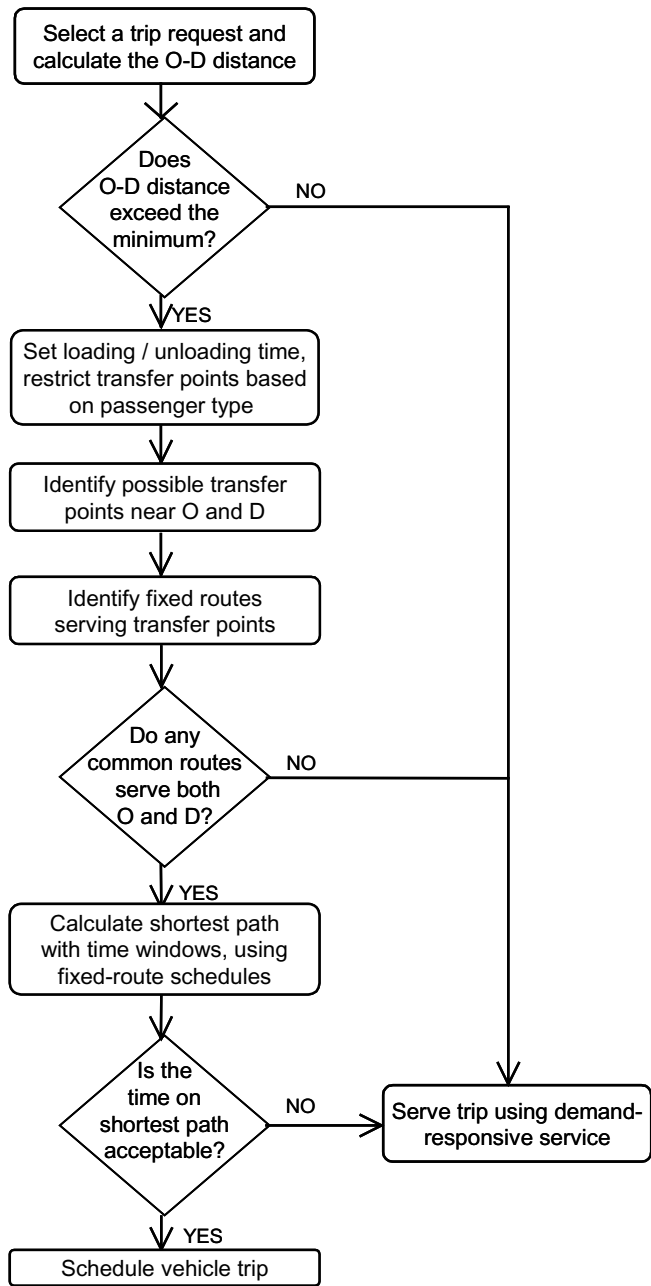 Select a trip request and
calculate the O-D distance
Does
O-D distance
exceed the
minimum?
NO
YES
Set loading / unloading time,
restrict transfer points based
on passenger type
Identify possible transfer
points near O and D
Identify fixed routes
serving transfer points
Do any
common routes
serve both
O and D?
NO
YES
Calculate shortest path
with time windows, using
fixed-route schedules
Is the
time on
shortest path
acceptable?
NO
Serve trip using demand-
responsive service
YES
Schedule vehicle trip